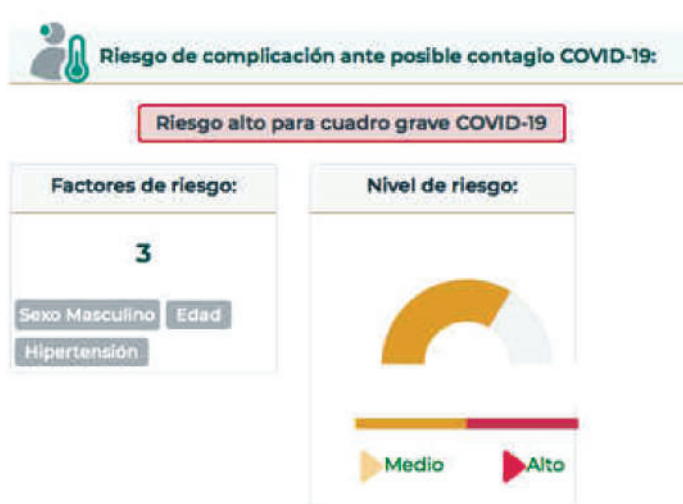 Riesgo de complicación ante posible contagio COVID-19:
Riesgo alto para cuadro grave COVID-19
Factores de riesgo:
3
Sexo Masculino Edad
Hipertensión
Nivel de riesgo:
Medio Alto